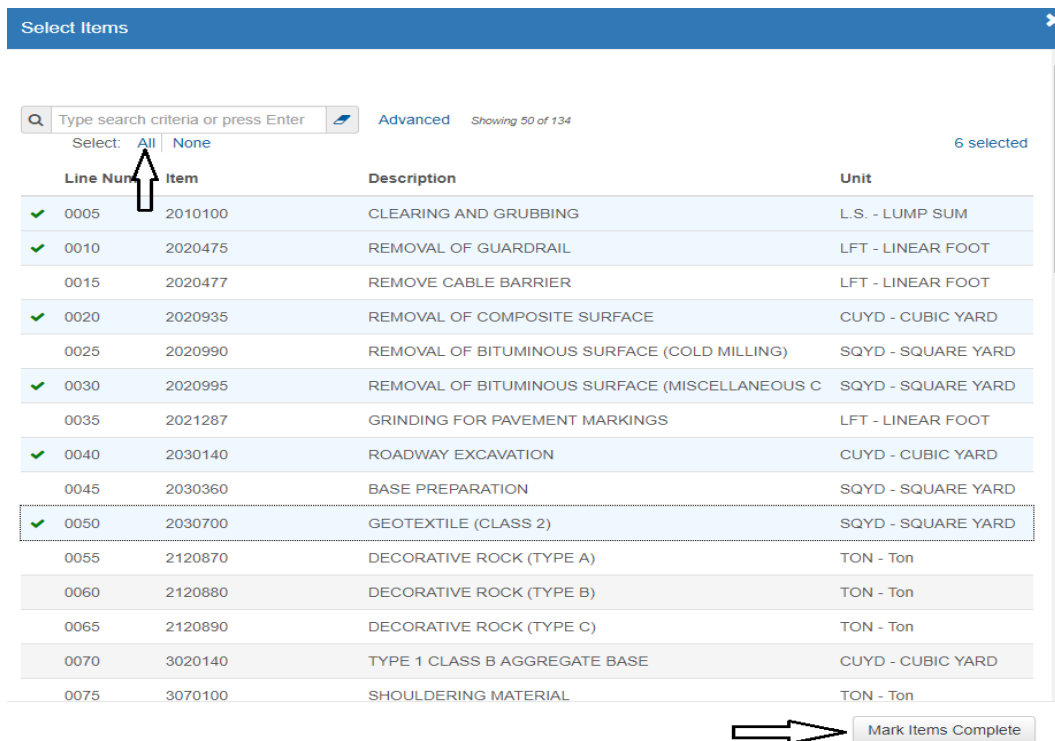 Select Items
Type search criteria or press Enter Advanced Showing 50 of 134
Select: All None 6 selected
Line Num Item Description Unit
0005 2010100 CLEARING AND GRUBBING L.S. - LUMP SUM
0010 2020475 REMOVAL OF GUARDRAIL LFT - LINEAR FOOT
0015 2020477 REMOVE CABLE BARRIER LFT - LINEAR FOOT
0020 2020935 REMOVAL OF COMPOSITE SURFACE CUYD - CUBIC YARD
0025 2020990 REMOVAL OF BITUMINOUS SURFACE (COLD MILLING) SQYD - SQUARE YARD
0030 2020995 REMOVAL OF BITUMINOUS SURFACE (MISCELLANEOUS C SQYD - SQUARE YARD
0035 2021287 GRINDING FOR PAVEMENT MARKINGS LFT - LINEAR FOOT
0040 2030140 ROADWAY EXCAVATION CUYD - CUBIC YARD
0045 2030360 BASE PREPARATION SQYD - SQUARE YARD
0050 2030700 GEOTEXTILE (CLASS 2) SQYD - SQUARE YARD
0055 2120870 DECORATIVE ROCK (TYPE A) TON - Ton
0060 2120880 DECORATIVE ROCK (TYPE B) TON - Ton
0065 2120890 DECORATIVE ROCK (TYPE C) TON - Ton
0070 3020140 TYPE 1 CLASS B AGGREGATE BASE CUYD - CUBIC YARD
0075 3070100 SHOULDERING MATERIAL TON - Ton
Mark Items Complete